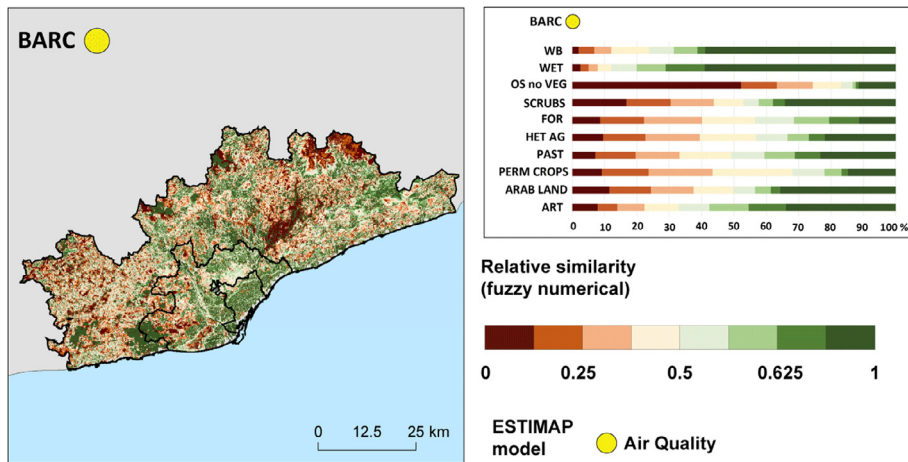 BARC
0 12.5 25 km
BARC
WB
WET
OS no VEG
SCRUBS
FOR
HET AG
PAST
PERM CROPS
ARAB LAND
ART
0 10 20 30 40 50 60 70 80 90 100 %
Relative similarity
(fuzzy numerical)
0 0.25 0.5 0.625 1
ESTIMAP
model
Air Quality